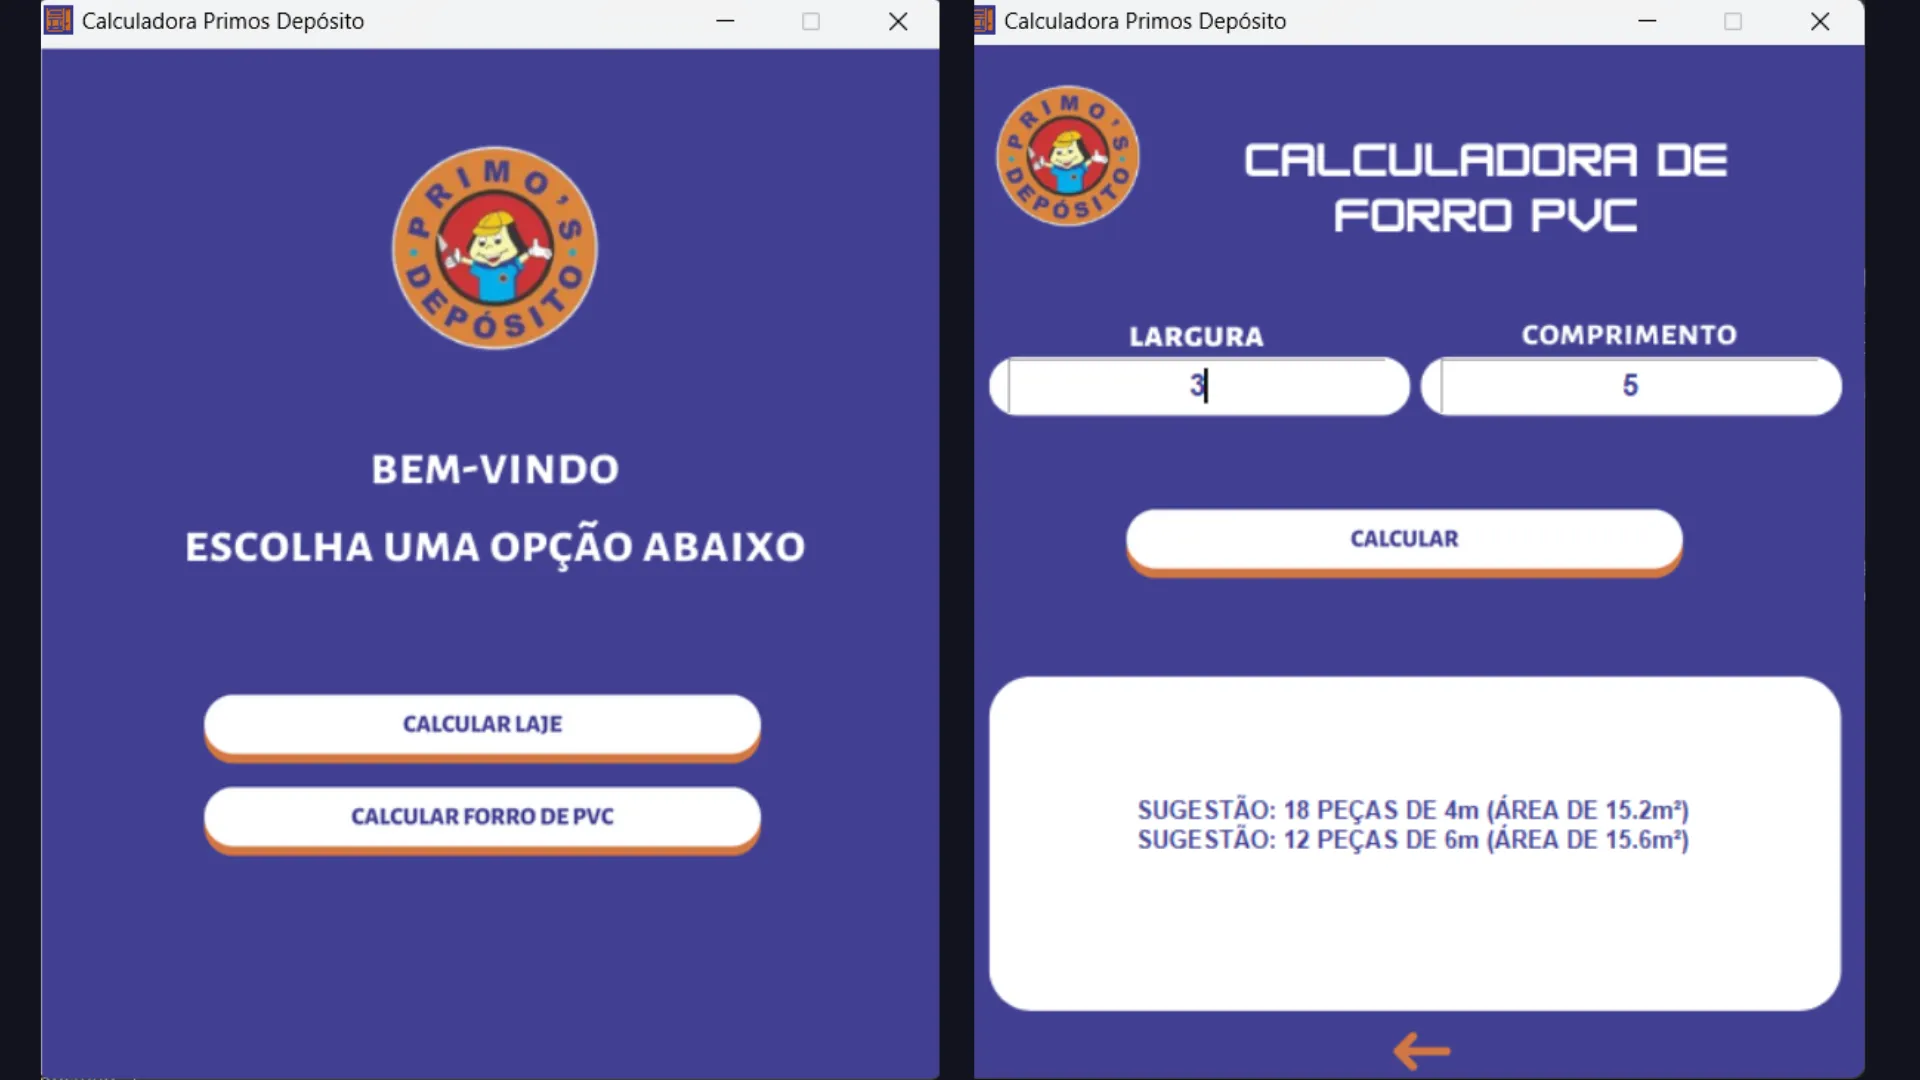 Calculadora Primos Depósito
PRIMO'S
DEPÓSITO
BEM-VINDO
ESCOLHA UMA OPÇÃO ABAIXO
CALCULAR LAJE
CALCULAR FORRO DE PVC
Calculadora Primos Depósito
PRIMO'S
DEPÓSITO
CALCULADORA DE
FORRO PVC
LARGURA
COMPRIMENTO
3
5
CALCULAR
SUGESTÃO: 18 PEÇAS DE 4m (ÁREA DE 15.2m²)
SUGESTÃO: 12 PEÇAS DE 6m (ÁREA DE 15.6m²)